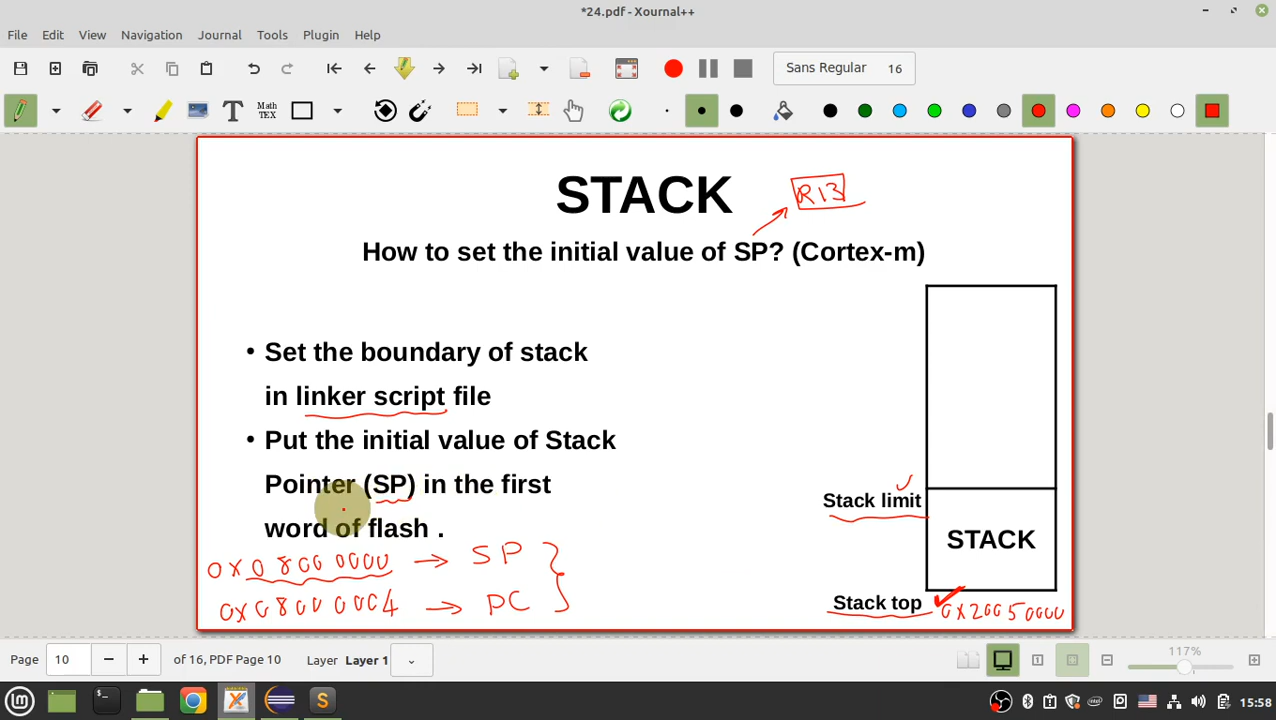 *24.pdf - Xournal++
File Edit View Navigation Journal Tools Plugin Help
Sans Regular 16
Math
TEX
STACK
R13
How to set the initial value of SP? (Cortex-m)
• Set the boundary of stack
in linker script file
• Put the initial value of Stack
Pointer (SP) in the first
word of flash .
0x0800 0000 → SP
0x0800 0004 → PC
Stack limit
STACK
Stack top
0x20050000
Page 10 of 16, PDF Page 10 Layer Layer 1 117%
15:58